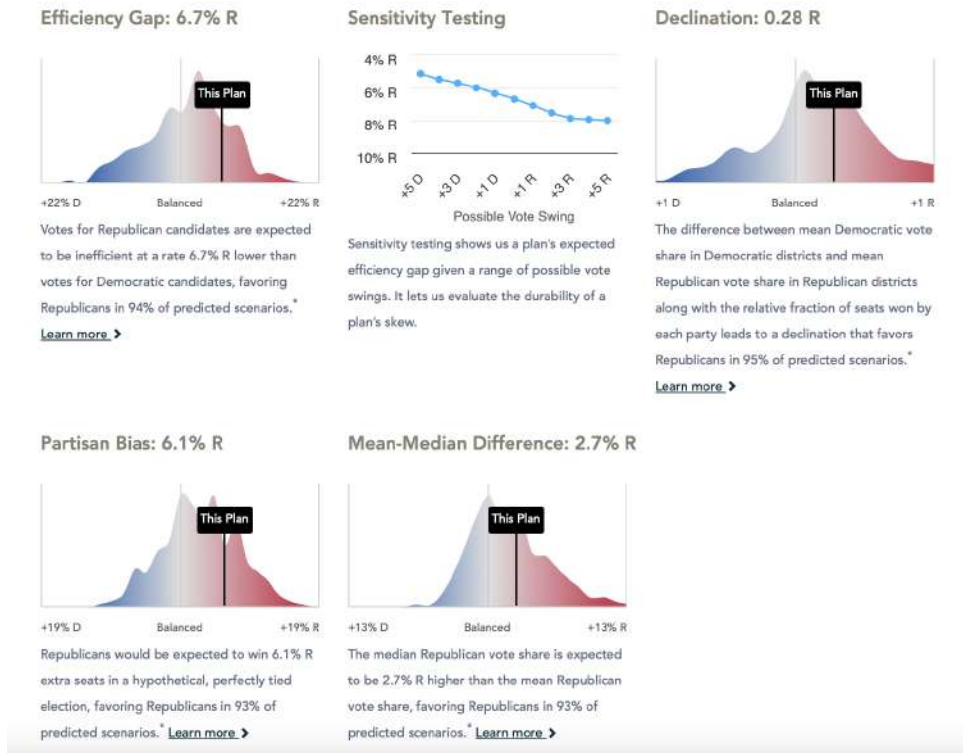 Efficiency Gap: 6.7% R
This Plan
+22% D
Balanced
+22% R
Votes for Republican candidates are expected
to be inefficient at a rate 6.7% R lower than
votes for Democratic candidates, favoring
Republicans in 94% of predicted scenarios.*
Learn more >
Sensitivity Testing
4% R
6% R
8% R
10% R
+5 D
+3 D
+1 D
+1 R
+3 R
+5 R
Possible Vote Swing
Sensitivity testing shows us a plan's expected
efficiency gap given a range of possible vote
swings. It lets us evaluate the durability of a
plan's skew.
Declination: 0.28 R
This Plan
+1 D
Balanced
+1 R
The difference between mean Democratic vote
share in Democratic districts and mean
Republican vote share in Republican districts
along with the relative fraction of seats won by
each party leads to a declination that favors
Republicans in 95% of predicted scenarios.*
Learn more >
Partisan Bias: 6.1% R
This Plan
+19% D
Balanced
+19% R
Republicans would be expected to win 6.1% R
extra seats in a hypothetical, perfectly tied
election, favoring Republicans in 93% of
predicted scenarios.* Learn more >
Mean-Median Difference: 2.7% R
This Plan
+13% D
Balanced
+13% R
The median Republican vote share is expected
to be 2.7% R higher than the mean Republican
vote share, favoring Republicans in 93% of
predicted scenarios.* Learn more >